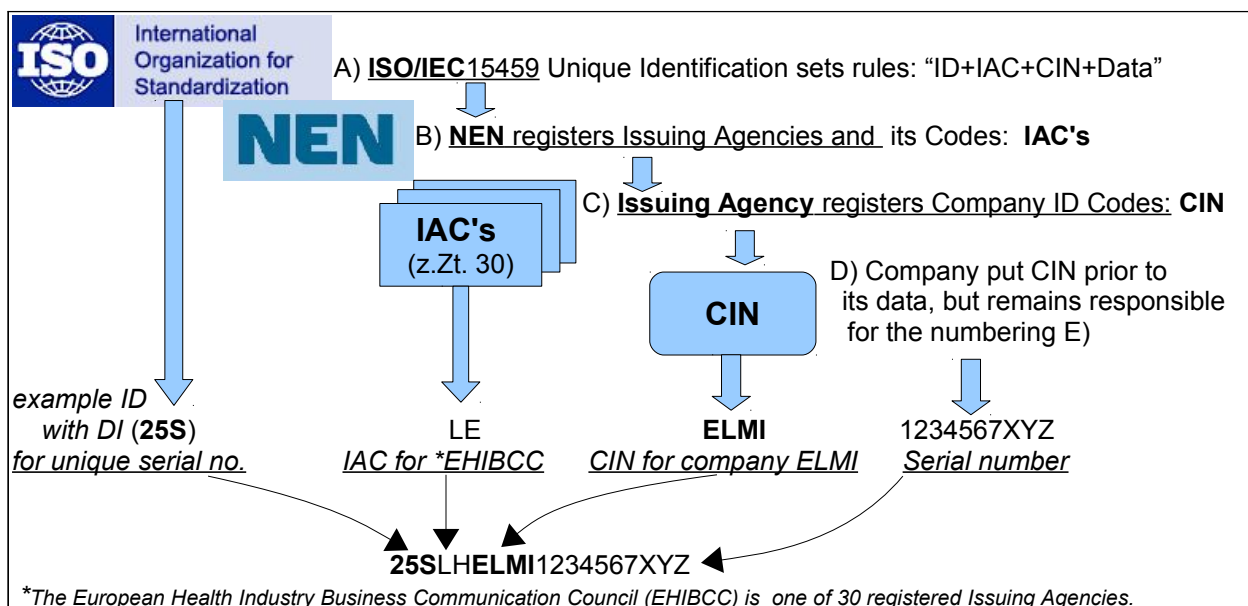 ISO
International
Organization for
Standardization
A) ISO/IEC15459 Unique Identification sets rules: “ID+IAC+CIN+Data”
NEN
B) NEN registers Issuing Agencies and its Codes: IAC's
C) Issuing Agency registers Company ID Codes: CIN
IAC's
(z.Zt. 30)
CIN
D) Company put CIN prior to
its data, but remains responsible
for the numbering E)
example ID
with DI (25S)
for unique serial no.
LE
IAC for *EHIBCC
ELMI
CIN for company ELMI
1234567XYZ
Serial number
25SLHELMI1234567XYZ
*The European Health Industry Business Communication Council (EHIBCC) is one of 30 registered Issuing Agencies.